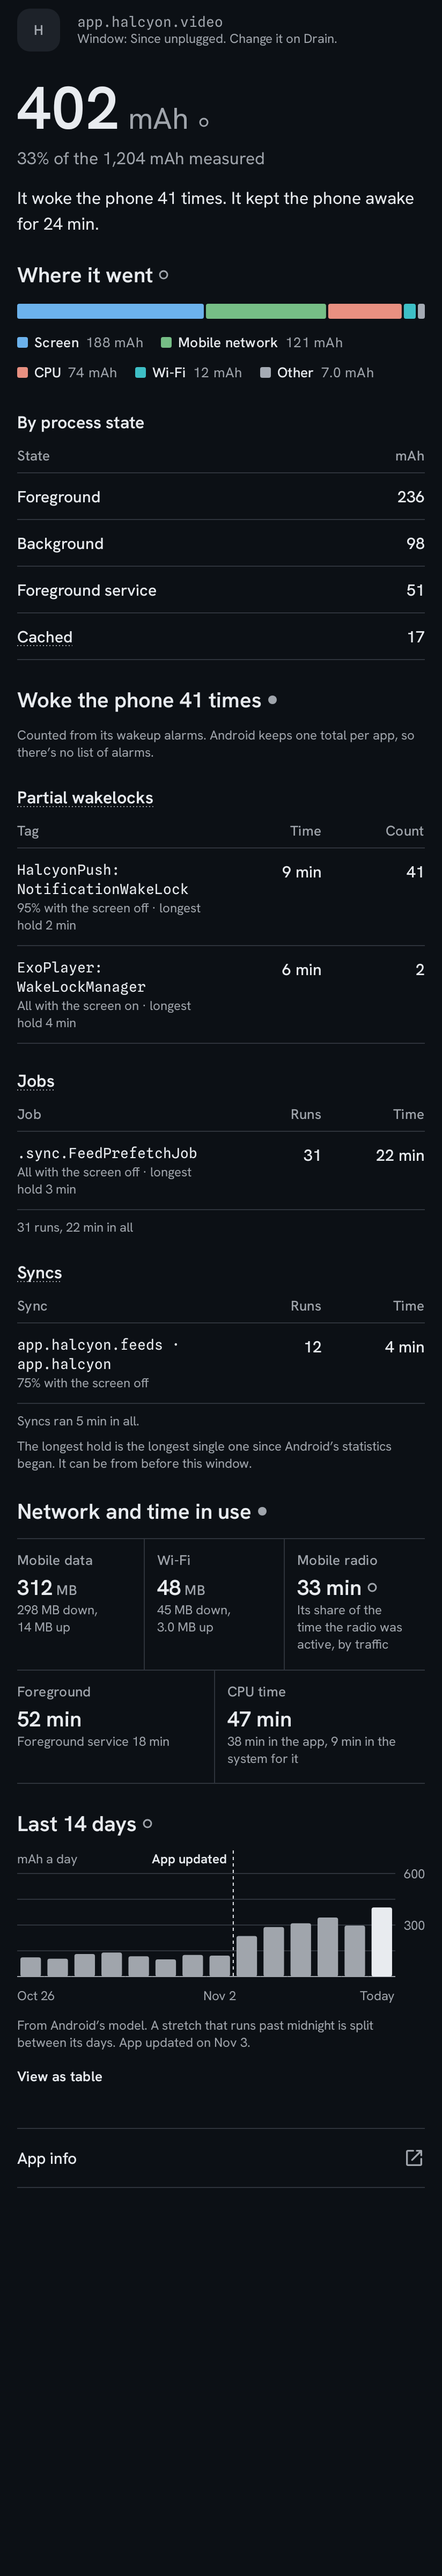 H
app.halcyon.video
Window: Since unplugged. Change it on Drain.
402 mAh
33% of the 1,204 mAh measured
It woke the phone 41 times. It kept the phone awake
for 24 min.
Where it went
Screen 188 mAh Mobile network 121 mAh
CPU 74 mAh Wi-Fi 12 mAh Other 7.0 mAh
By process state
State mAh
Foreground 236
Background 98
Foreground service 51
Cached 17
Woke the phone 41 times
Counted from its wakeup alarms. Android keeps one total per app, so
there’s no list of alarms.
Partial wakelocks
Tag Time Count
HalcyonPush: 9 min 41
NotificationWakeLock
95% with the screen off · longest
hold 2 min
ExoPlayer: 6 min 2
WakeLockManager
All with the screen on · longest
hold 4 min
Jobs
Job Runs Time
.sync.FeedPrefetchJob 31 22 min
All with the screen off · longest
hold 3 min
31 runs, 22 min in all
Syncs
Sync Runs Time
app.halcyon.feeds · 12 4 min
app.halcyon
75% with the screen off
Syncs ran 5 min in all.
The longest hold is the longest single one since Android’s statistics
began. It can be from before this window.
Network and time in use
Mobile data Wi-Fi Mobile radio
312 MB 48 MB 33 min
298 MB down, 45 MB down, Its share of the
14 MB up 3.0 MB up time the radio was
active, by traffic
Foreground CPU time
52 min 47 min
Foreground service 18 min 38 min in the app, 9 min in the
system for it
Last 14 days
mAh a day App updated
600
300
Oct 26 Nov 2 Today
From Android’s model. A stretch that runs past midnight is split
between its days. App updated on Nov 3.
View as table
App info